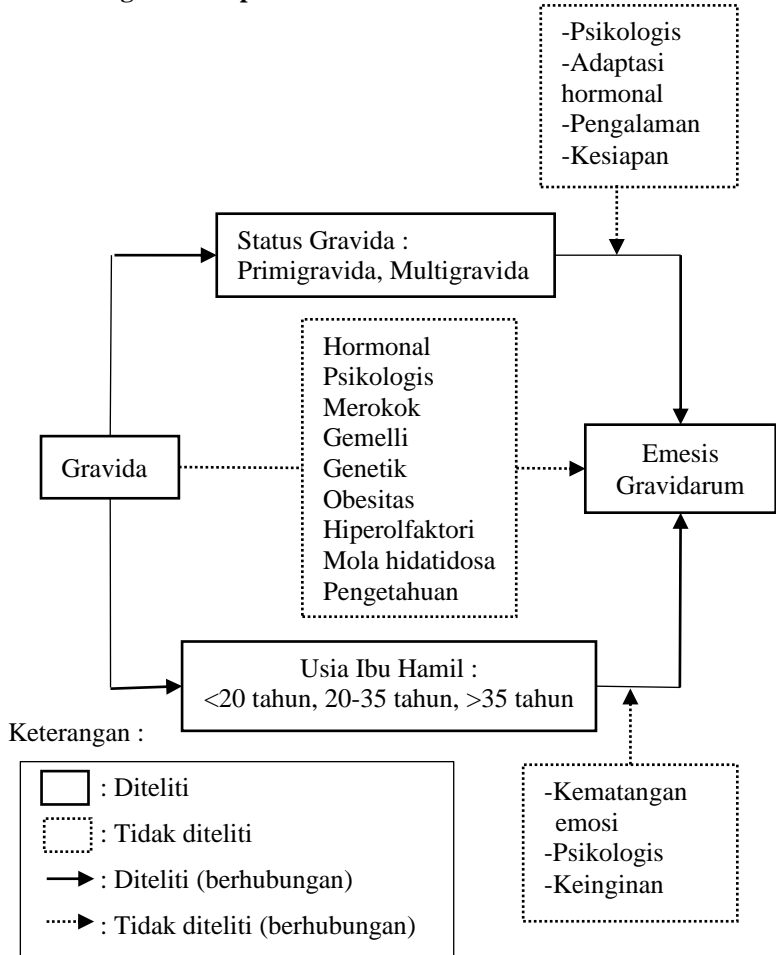 -Psikologis
-Adaptasi
hormonal
-Pengalaman
-Kesiapan
Status Gravida :
Primigravida, Multigravida
Hormonal
Psikologis
Merokok
Gemelli
Genetik
Obesitas
Hiperolfaktori
Mola hidatidosa
Pengetahuan
Gravida
Emesis
Gravidarum
Usia Ibu Hamil :
<20 tahun, 20-35 tahun, >35 tahun
Keterangan :
: Diteliti
: Tidak diteliti
: Diteliti (berhubungan)
: Tidak diteliti (berhubungan)
-Kematangan
emosi
-Psikologis
-Keinginan